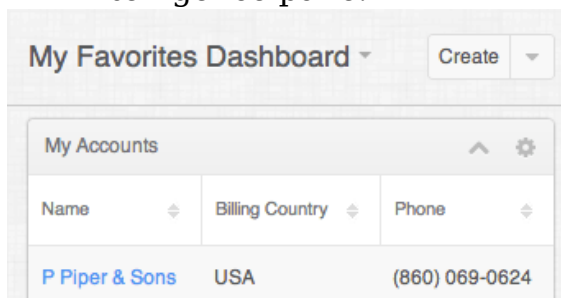 My Favorites Dashboard Create
My Accounts
Name Billing Country Phone
P Piper & Sons USA (860) 069-0624